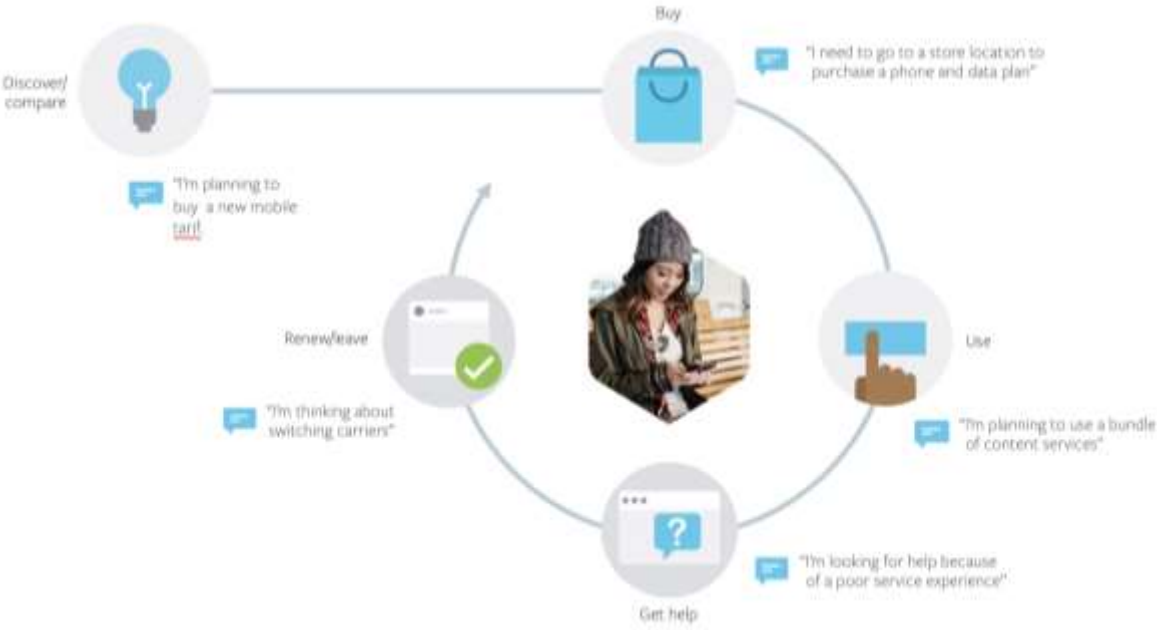 Buy
"I need to go to a store location to
purchase a phone and data plan"
Discover/
compare
"I'm planning to
buy a new mobile
tarif
Renew/leave
Use
"I'm thinking about
switching carriers"
"I'm planning to use a bundle
of content services"
"I'm looking for help because
of a poor service experience"
Get help
?